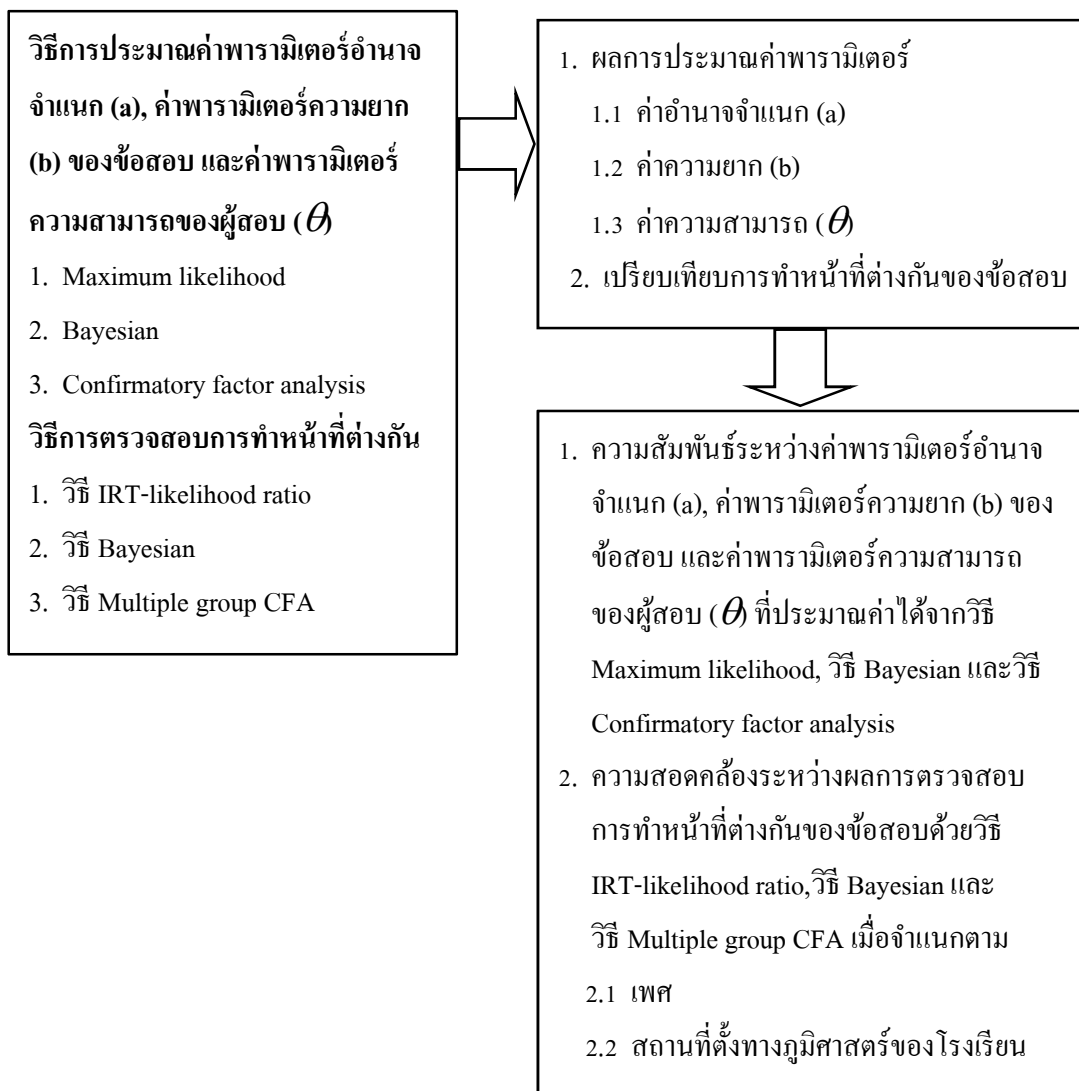 วิธีการประมาณค่าพารามิเตอร์อำนาจ
จำแนก (a), ค่าพารามิเตอร์ความยาก
(b) ของข้อสอบ และค่าพารามิเตอร์
ความสามารถของผู้สอบ (θ)
1. Maximum likelihood
2. Bayesian
3. Confirmatory factor analysis
วิธีการตรวจสอบการทำหน้าที่ต่างกัน
1. วิธี IRT-likelihood ratio
2. วิธี Bayesian
3. วิธี Multiple group CFA
1. ผลการประมาณค่าพารามิเตอร์
1.1 ค่าอำนาจจำแนก (a)
1.2 ค่าความยาก (b)
1.3 ค่าความสามารถ (θ)
2. เปรียบเทียบการทำหน้าที่ต่างกันของข้อสอบ
1. ความสัมพันธ์ระหว่างค่าพารามิเตอร์อำนาจ
จำแนก (a), ค่าพารามิเตอร์ความยาก (b) ของ
ข้อสอบ และค่าพารามิเตอร์ความสามารถ
ของผู้สอบ (θ) ที่ประมาณค่าได้จากวิธี
Maximum likelihood, วิธี Bayesian และวิธี
Confirmatory factor analysis
2. ความสอดคล้องระหว่างผลการตรวจสอบ
การทำหน้าที่ต่างกันของข้อสอบด้วยวิธี
IRT-likelihood ratio,วิธี Bayesian และ
วิธี Multiple group CFA เมื่อจำแนกตาม
2.1 เพศ
2.2 สถานที่ตั้งทางภูมิศาสตร์ของโรงเรียน